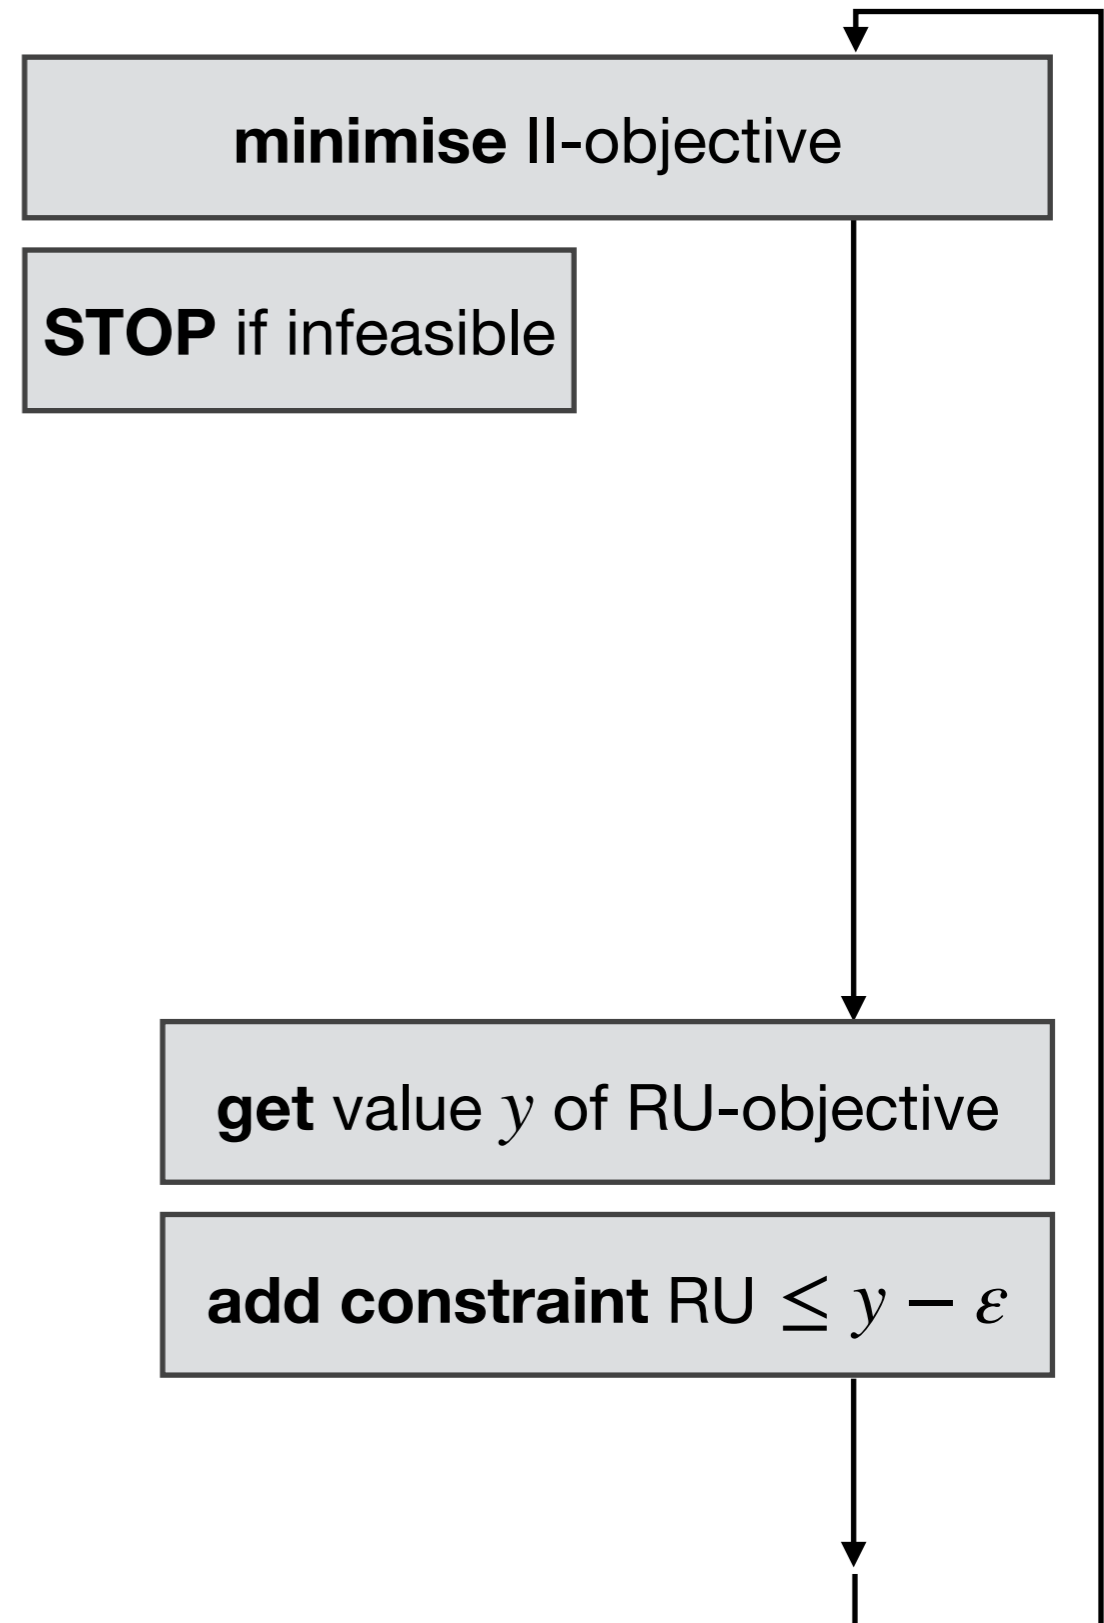 minimise II-objective
STOP if infeasible
get value y of RU-objective
add constraint RU ≤ y − ε